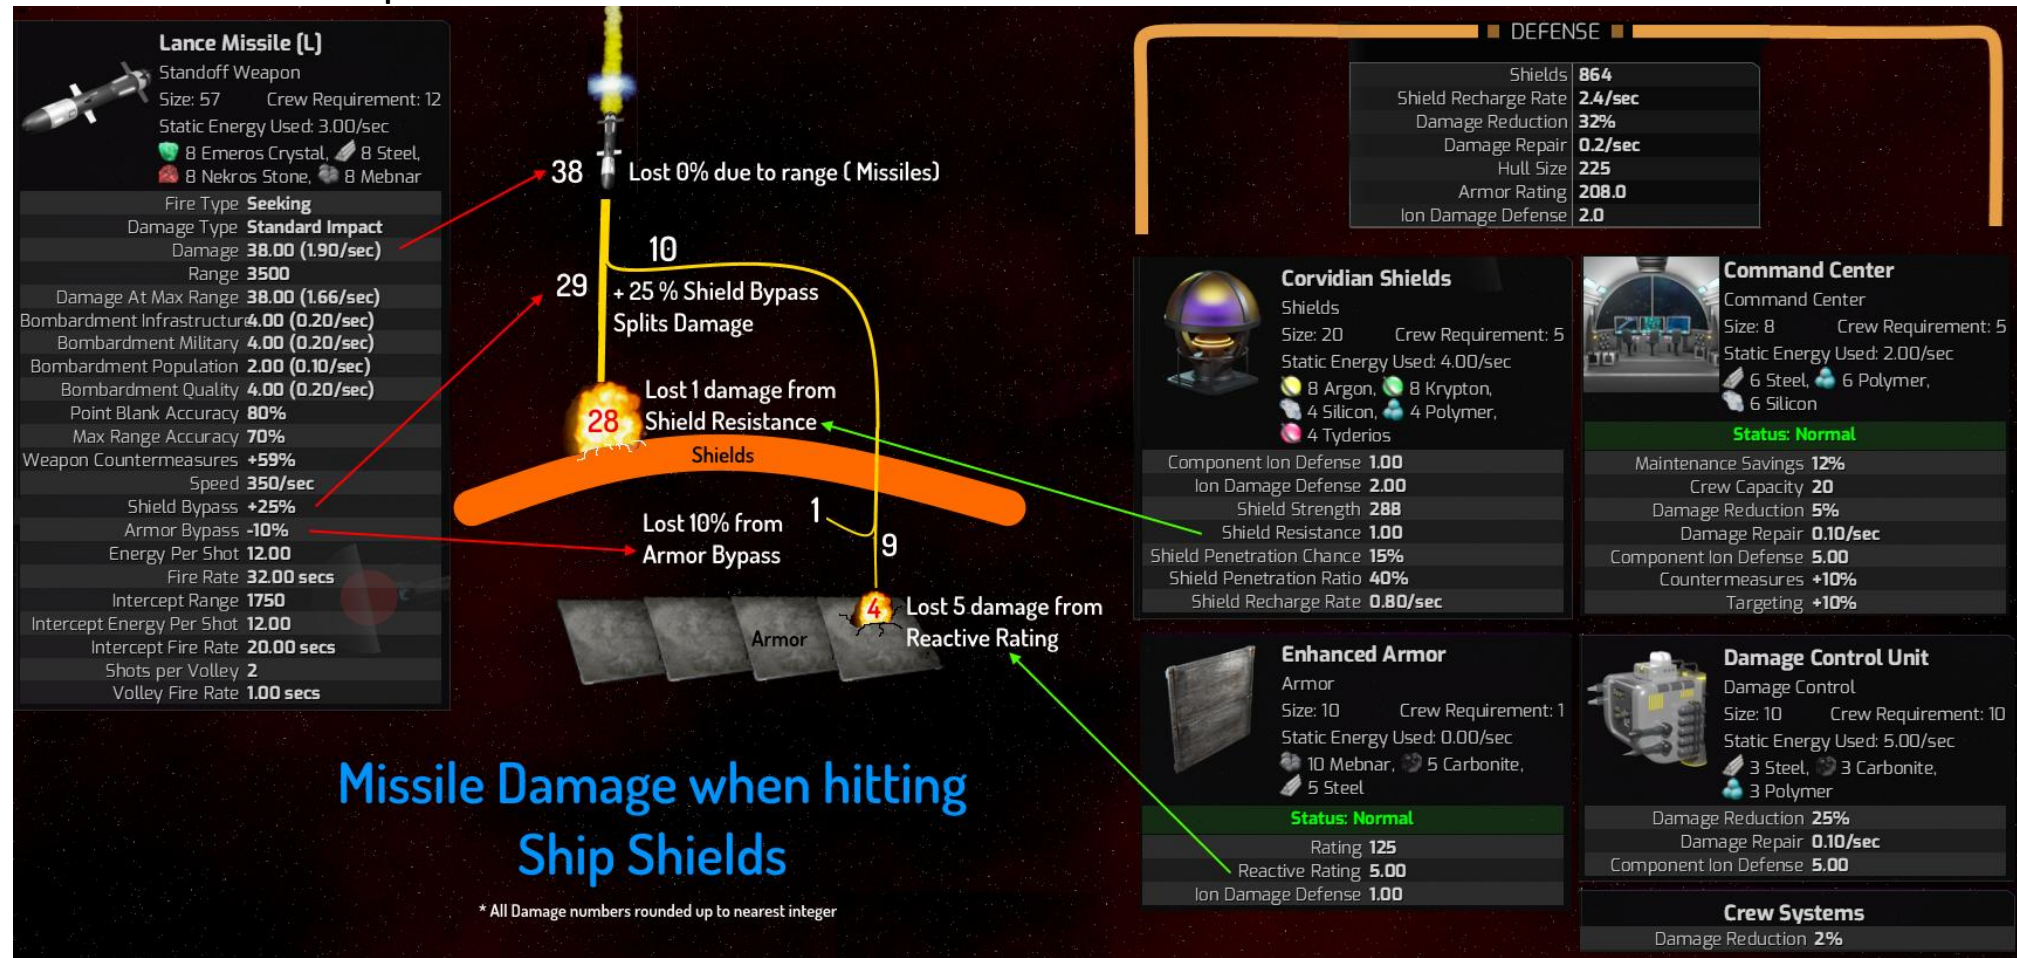 Lance Missile [L]
Standoff Weapon
Size: 57 Crew Requirement: 12
Static Energy Used: 3.00/sec
8 Emeros Crystal, 8 Steel,
8 Nekros Stone, 8 Mebnar
Fire Type Seeking
Damage Type Standard Impact
Damage 38.00 (1.90/sec)
Range 3500
Damage At Max Range 38.00 (1.66/sec)
Bombardment Infrastructure 4.00 (0.20/sec)
Bombardment Military 4.00 (0.20/sec)
Bombardment Population 2.00 (0.10/sec)
Bombardment Quality 4.00 (0.20/sec)
Point Blank Accuracy 80%
Max Range Accuracy 70%
Weapon Countermeasures +59%
Speed 350/sec
Shield Bypass +25%
Armor Bypass -10%
Energy Per Shot 12.00
Fire Rate 32.00 secs
Intercept Range 1750
Intercept Energy Per Shot 12.00
Intercept Fire Rate 20.00 secs
Shots per Volley 2
Volley Fire Rate 1.00 secs
38 Lost 0% due to range ( Missiles)
10
29 + 25 % Shield Bypass
Splits Damage
28
Lost 1 damage from
Shield Resistance
Shields
Lost 10% from
Armor Bypass
1
9
4
Armor
Lost 5 damage from
Reactive Rating
Missile Damage when hitting
Ship Shields
* All Damage numbers rounded up to nearest integer
DEFENSE
Shields 864
Shield Recharge Rate 2.4/sec
Damage Reduction 32%
Damage Repair 0.2/sec
Hull Size 225
Armor Rating 208.0
Ion Damage Defense 2.0
Corvidian Shields
Shields
Size: 20 Crew Requirement: 5
Static Energy Used: 4.00/sec
8 Argon, 8 Krypton,
4 Silicon, 4 Polymer,
4 Tyderios
Component Ion Defense 1.00
Ion Damage Defense 2.00
Shield Strength 288
Shield Resistance 1.00
Shield Penetration Chance 15%
Shield Penetration Ratio 40%
Shield Recharge Rate 0.80/sec
Command Center
Command Center
Size: 8 Crew Requirement: 5
Static Energy Used: 2.00/sec
6 Steel, 6 Polymer,
6 Silicon
Status: Normal
Maintenance Savings 12%
Crew Capacity 20
Damage Reduction 5%
Damage Repair 0.10/sec
Component Ion Defense 5.00
Countermeasures +10%
Targeting +10%
Enhanced Armor
Armor
Size: 10 Crew Requirement: 1
Static Energy Used: 0.00/sec
10 Mebnar, 5 Carbonite,
5 Steel
Status: Normal
Rating 125
Reactive Rating 5.00
Ion Damage Defense 1.00
Damage Control Unit
Damage Control
Size: 10 Crew Requirement: 10
Static Energy Used: 5.00/sec
3 Steel, 3 Carbonite,
3 Polymer
Damage Reduction 25%
Damage Repair 0.10/sec
Component Ion Defense 5.00
Crew Systems
Damage Reduction 2%